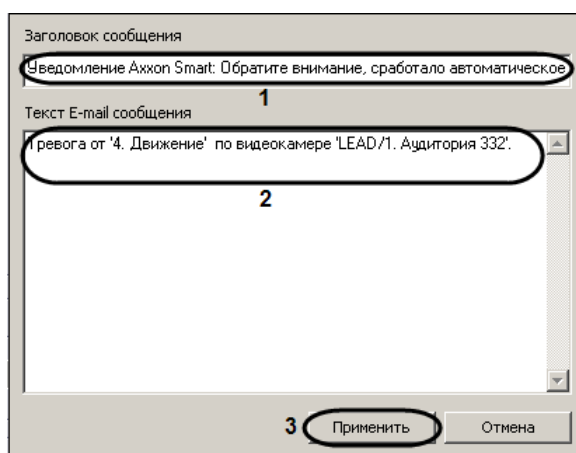 Заголовок сообщения
Уведомление Axxon Smart: Обратите внимание, сработало автоматическое
1
Текст E-mail сообщения
Тревога от '4. Движение' по видеокамере 'LEAD/1. Аудитория 332'.
2
3 Применить Отмена